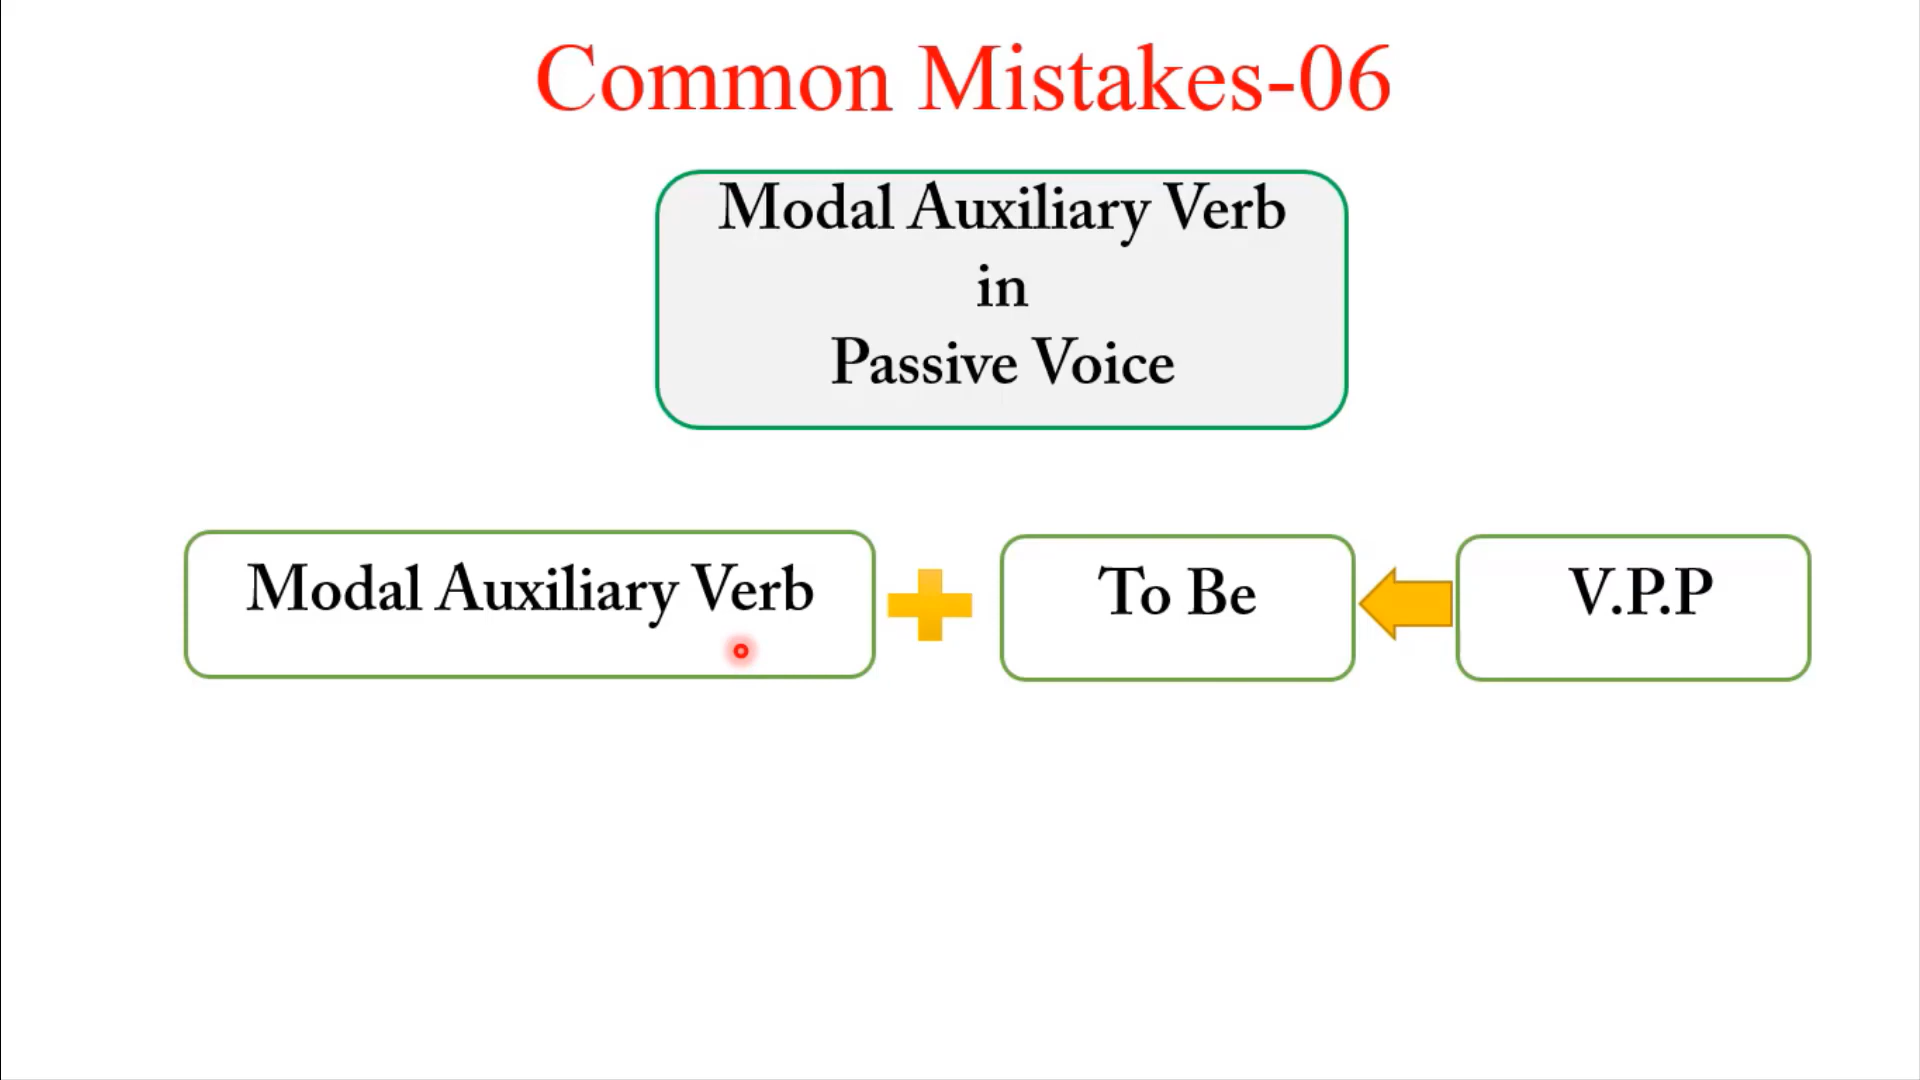 Common Mistakes-06
Modal Auxiliary Verb
in
Passive Voice
Modal Auxiliary Verb
To Be
V.P.P